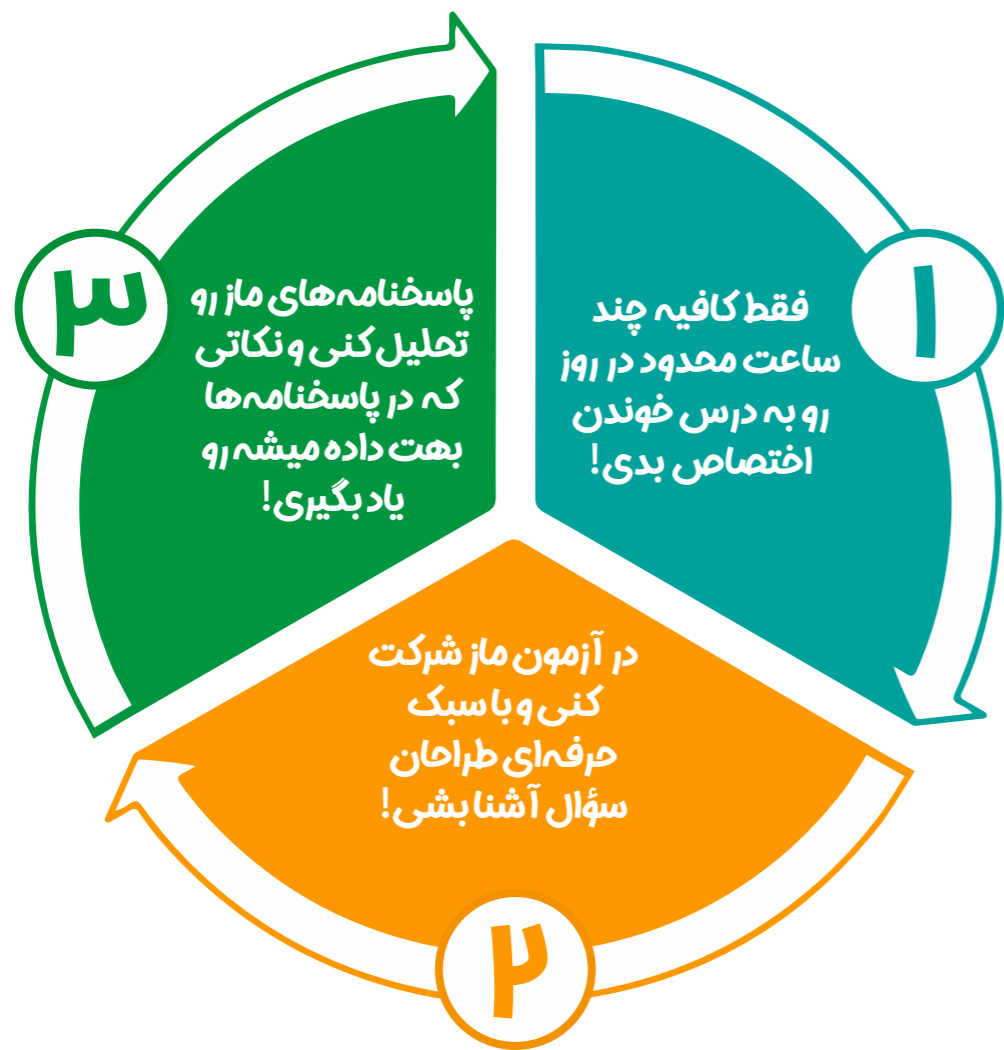 ۱
فقط کافیه چند
ساعت محدود در روز
رو به درس خوندن
اختصاص بدی!
۲
در آزمون ماز شرکت
کنی و با سبک
حرفه‌ای طراحان
سؤال آشنا بشی!
۳
پاسخنامه‌های ماز رو
تحلیل کنی و نکاتی
که در پاسخنامه‌ها
بهت داده میشه رو
یاد بگیری!